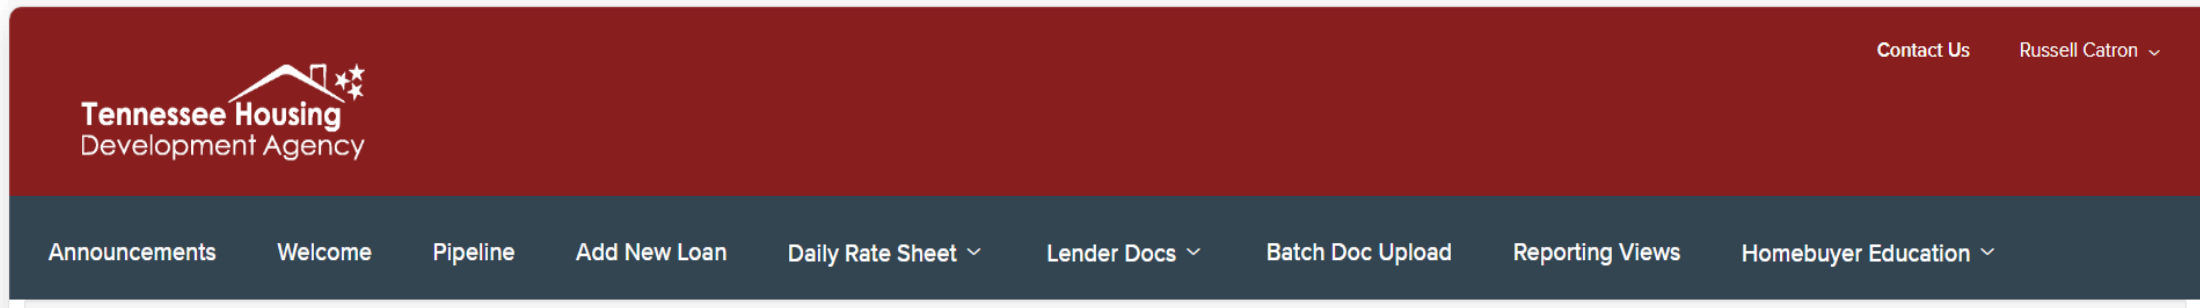 Contact Us Russell Catron
Tennessee Housing
Development Agency
Announcements Welcome Pipeline Add New Loan Daily Rate Sheet Lender Docs Batch Doc Upload Reporting Views Homebuyer Education